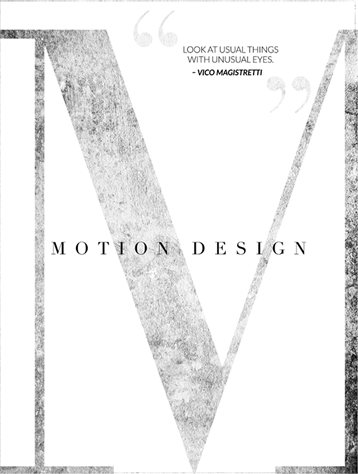 “
LOOK AT USUAL THINGS
WITH UNUSUAL EYES.
– VICO MAGISTRETTI
”
M
MOTION DESIGN